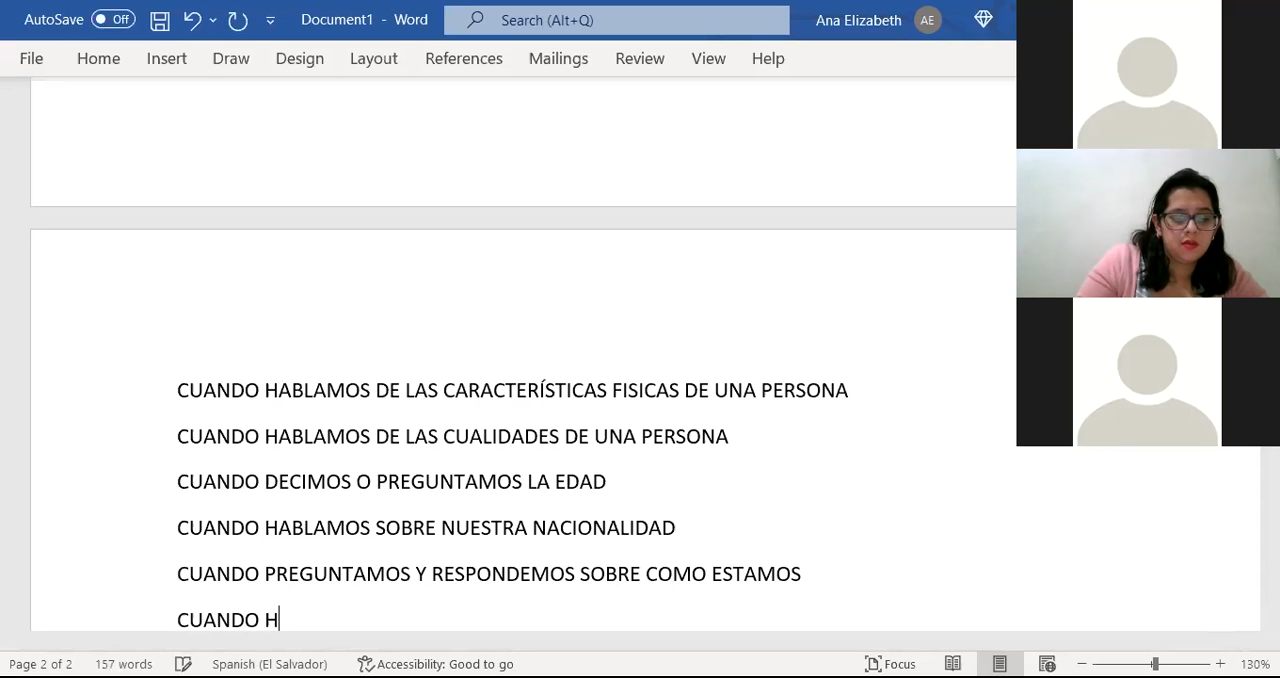 AutoSave Off Document1 - Word Search (Alt+Q) Ana Elizabeth AE
File Home Insert Draw Design Layout References Mailings Review View Help
CUANDO HABLAMOS DE LAS CARACTERÍSTICAS FISICAS DE UNA PERSONA
CUANDO HABLAMOS DE LAS CUALIDADES DE UNA PERSONA
CUANDO DECIMOS O PREGUNTAMOS LA EDAD
CUANDO HABLAMOS SOBRE NUESTRA NACIONALIDAD
CUANDO PREGUNTAMOS Y RESPONDEMOS SOBRE COMO ESTAMOS
CUANDO H
Page 2 of 2 157 words Spanish (El Salvador) Accessibility: Good to go Focus 130%